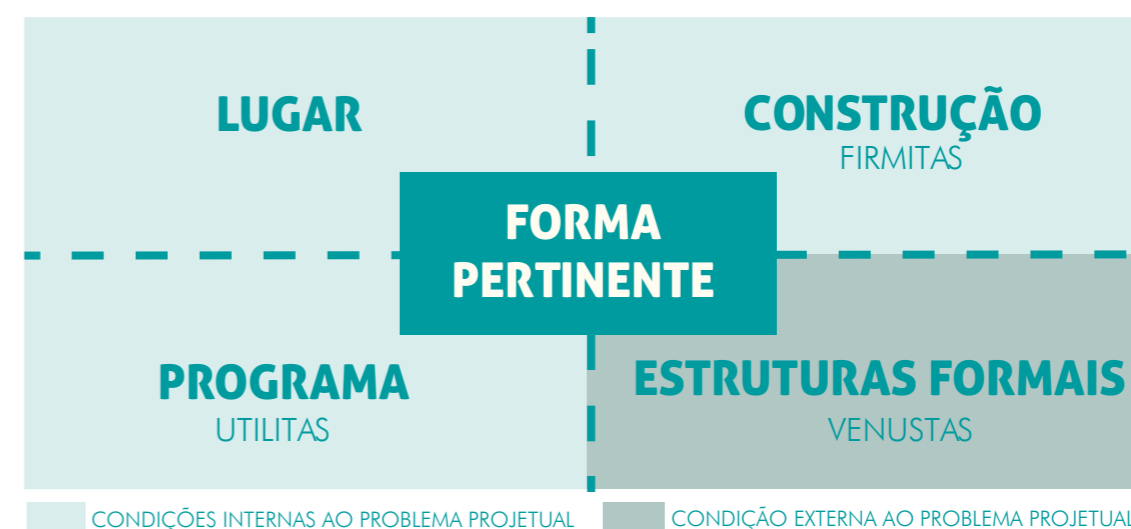 LUGAR
CONSTRUÇÃO
FIRMITAS
FORMA
PERTINENTE
PROGRAMA
UTILITAS
ESTRUTURAS FORMAIS
VENUSTAS
CONDIÇÕES INTERNAS AO PROBLEMA PROJETUAL
CONDIÇÃO EXTERNA AO PROBLEMA PROJETUAL